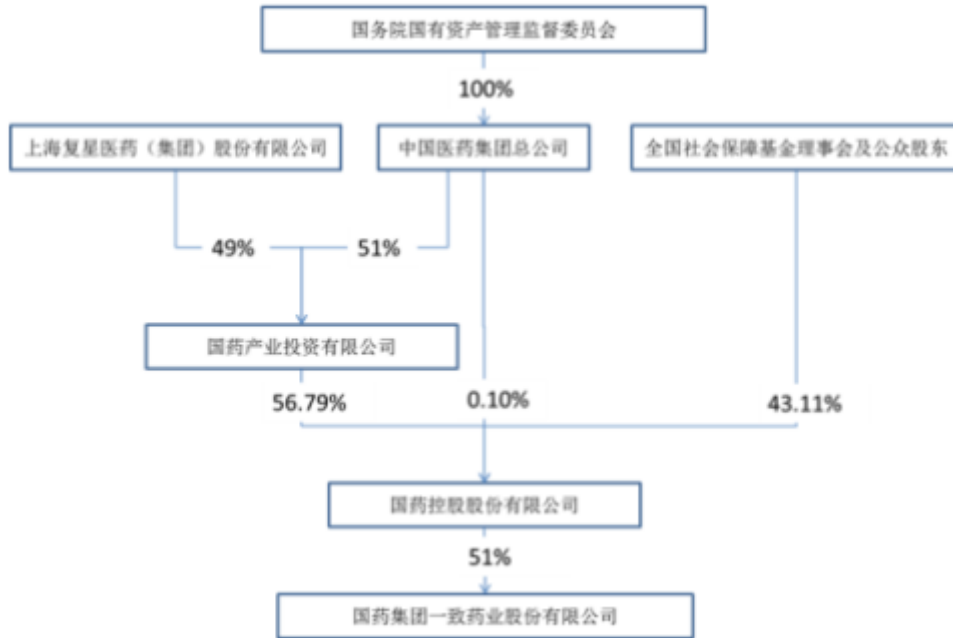 国务院国有资产管理监督委员会
100%
上海复星医药（集团）股份有限公司
中国医药集团总公司
全国社会保障基金理事会及公众股东
49%
51%
国药产业投资有限公司
56.79%
0.10%
43.11%
国药控股股份有限公司
51%
国药集团一致药业股份有限公司